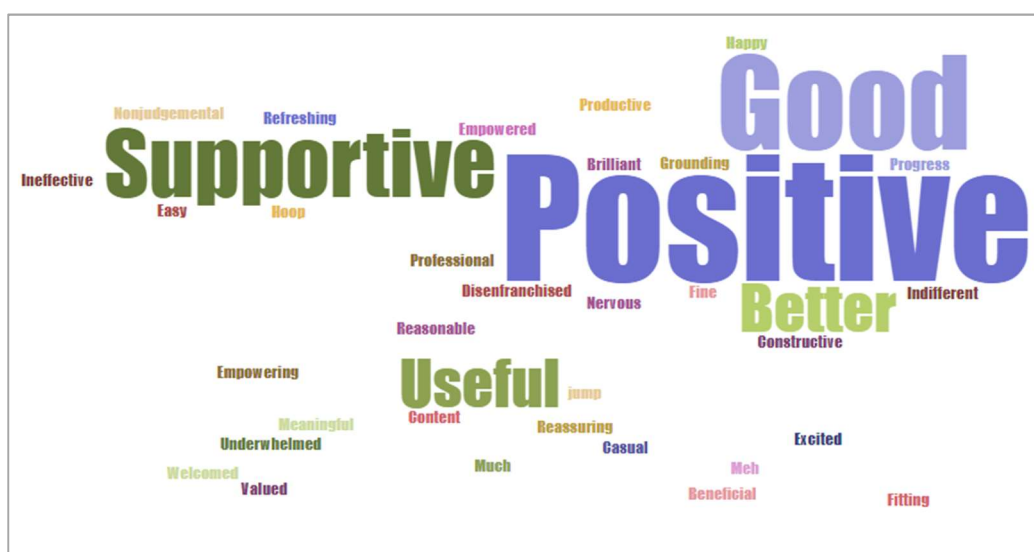 Happy
Good
Nonjudgemental
Refreshing
Productive
Empowered
Supportive
Brilliant
Grounding
Progress
Ineffective
Positive
Easy
Hoop
Professional
Disenfranchised
Nervous
Fine
Better
Indifferent
Reasonable
Constructive
Empowering
Useful
jump
Content
Meaningful
Reassuring
Underwhelmed
Casual
Excited
Welcomed
Much
Meh
Valued
Beneficial
Fitting